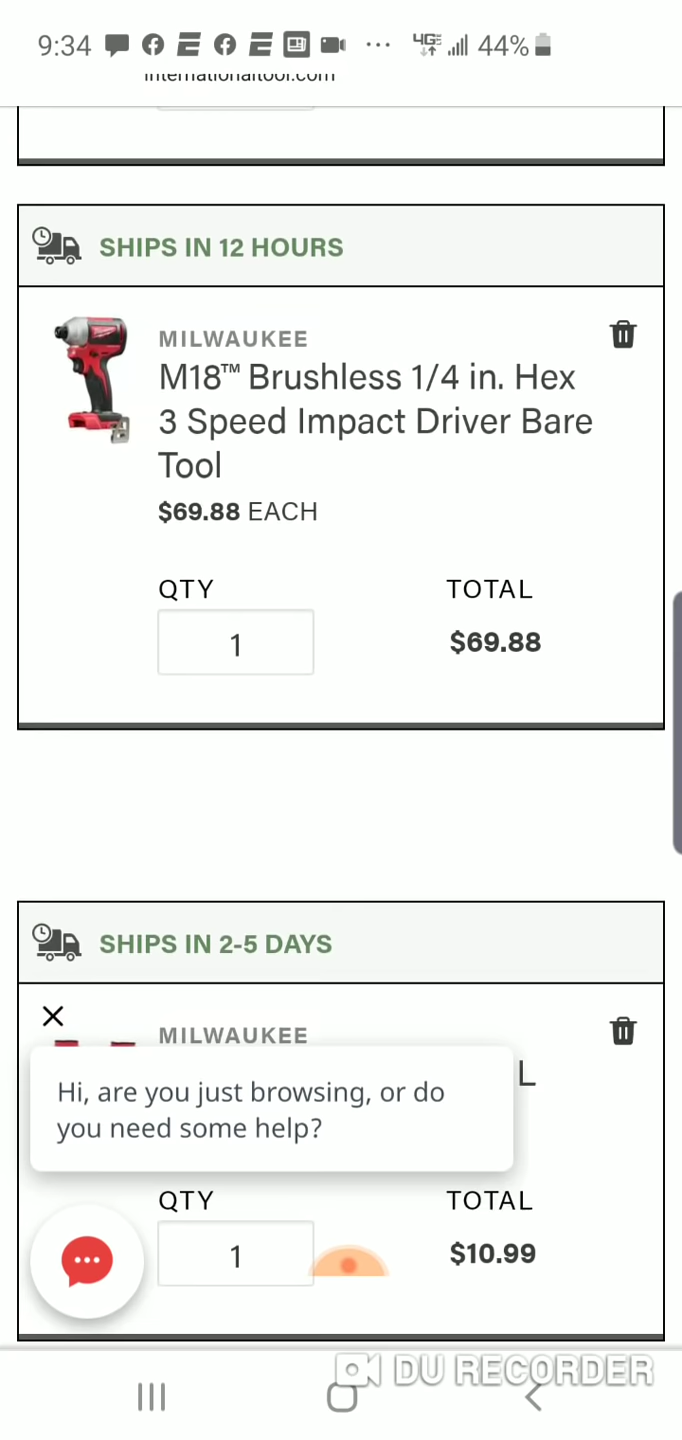 9:34
4G
44%
internationaltool.com
SHIPS IN 12 HOURS
MILWAUKEE
M18™ Brushless 1/4 in. Hex
3 Speed Impact Driver Bare
Tool
$69.88 EACH
QTY
TOTAL
1
$69.88
SHIPS IN 2-5 DAYS
MILWAUKEE
L
Hi, are you just browsing, or do
you need some help?
QTY
TOTAL
1
$10.99
DU RECORDER